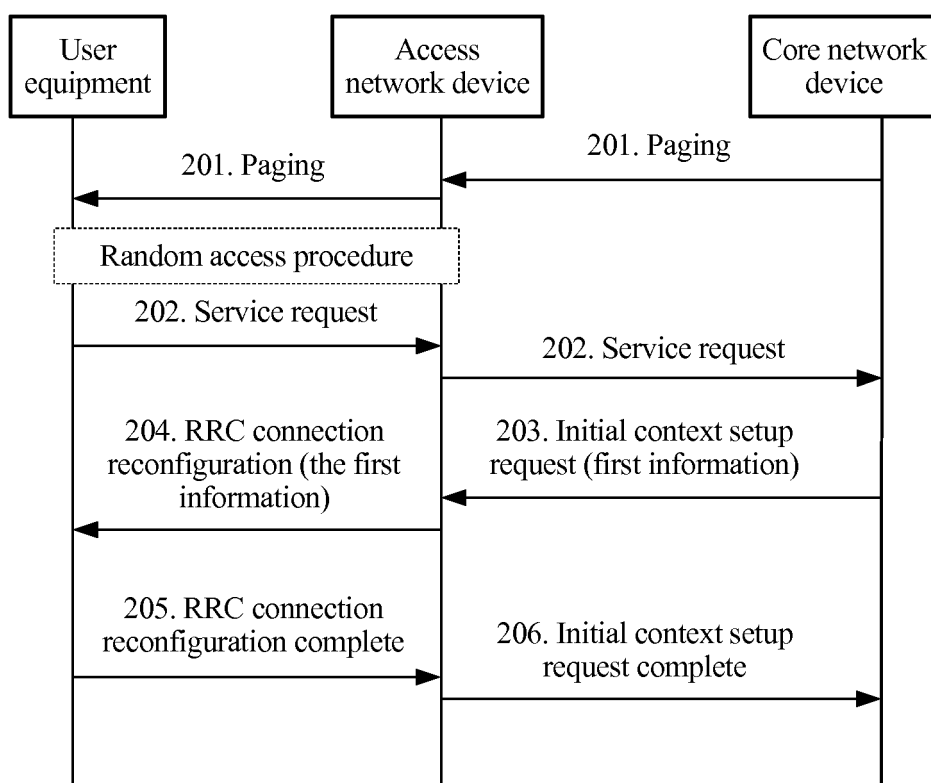 User
equipment
Access
network device
Core network
device
201. Paging
201. Paging
Random access procedure
202. Service request
202. Service request
204. RRC connection
reconfiguration (the first
information)
203. Initial context setup
request (first information)
205. RRC connection
reconfiguration complete
206. Initial context setup
request complete